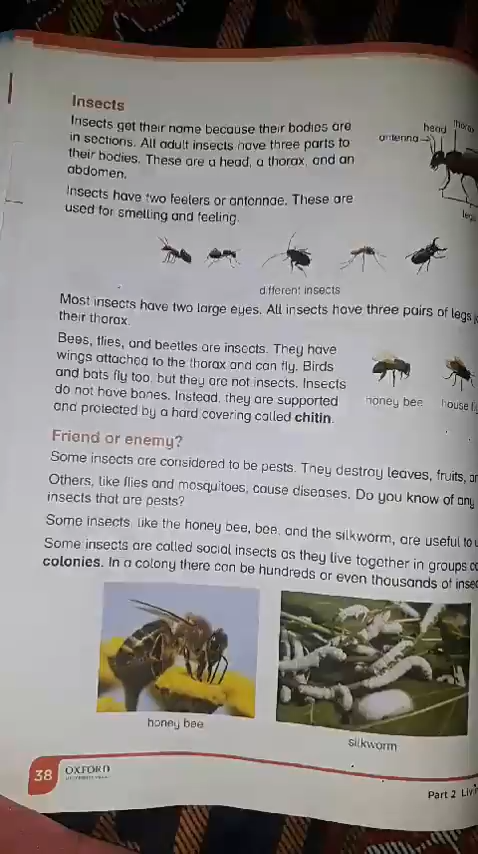 Insects
Insects get their name because their bodies are
in sections. All adult insects have three parts to
their bodies. These are a head, a thorax, and an
abdomen.
head
thorax
antenna
legs
Insects have two feelers or antennae. These are
used for smelling and feeling.
different insects
Most insects have two large eyes. All insects have three pairs of legs
their thorax.
Bees, flies, and beetles are insects. They have
wings attached to the thorax and can fly. Birds
and bats fly too, but they are not insects. Insects
do not have bones. Instead, they are supported
and protected by a hard covering called chitin.
honey bee
house
Friend or enemy?
Some insects are considered to be pests. They destroy leaves, fruits,
Others, like flies and mosquitoes, cause diseases. Do you know of any
insects that are pests?
Some insects, like the honey bee, bee, and the silkworm, are useful to
Some insects are called social insects as they live together in groups
colonies. In a colony there can be hundreds or even thousands of
honey bee
silkworm
38
OXFORD
Part 2